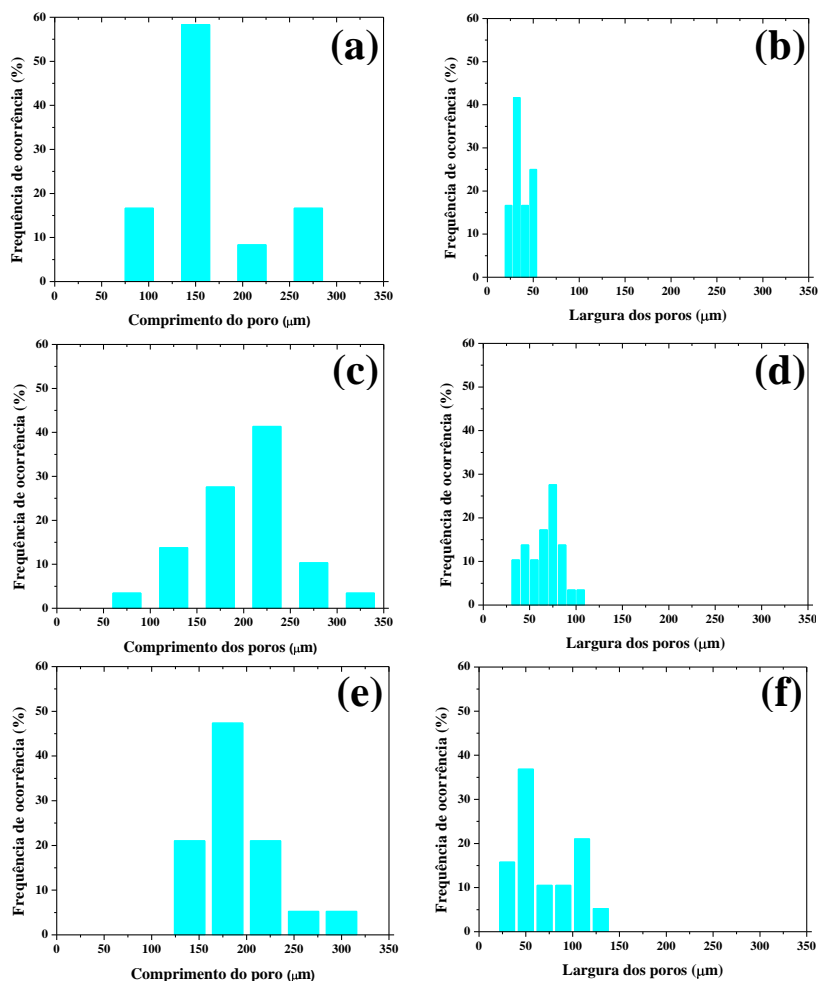 (a)
Frequência de ocorrência (%)
60
50
40
30
20
10
0
0 50 100 150 200 250 300 350
Comprimento do poro (μm)
(b)
Frequência de ocorrência (%)
60
50
40
30
20
10
0
0 50 100 150 200 250 300 350
Largura dos poros (μm)
(c)
Frequência de ocorrência (%)
60
50
40
30
20
10
0
0 50 100 150 200 250 300 350
Comprimento dos poros (μm)
(d)
Frequência de ocorrência (%)
60
50
40
30
20
10
0
0 50 100 150 200 250 300 350
Largura dos poros (μm)
(e)
Frequência de ocorrência (%)
60
50
40
30
20
10
0
0 50 100 150 200 250 300 350
Comprimento do poro (μm)
(f)
Frequência de ocorrência (%)
60
50
40
30
20
10
0
0 50 100 150 200 250 300 350
Largura dos poros (μm)